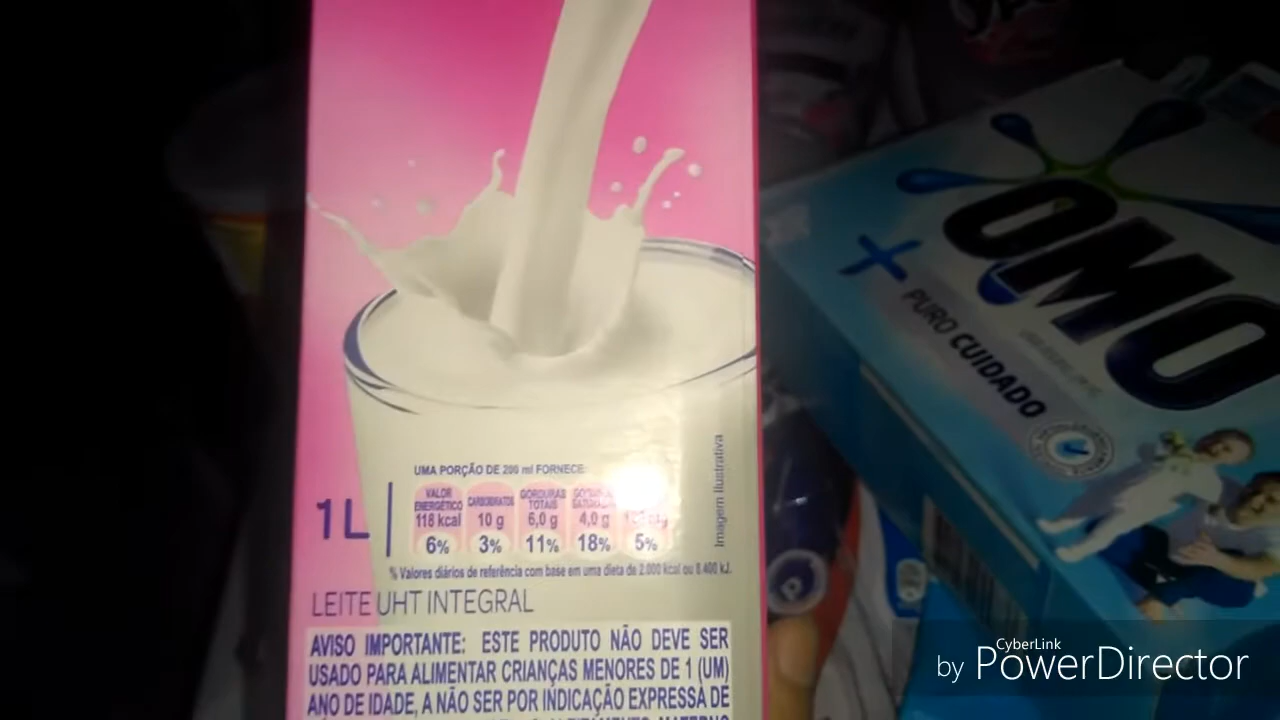 UMA PORÇÃO DE 200 ml FORNECE:
VALOR ENERGÉTICO
118 kcal
6%
CARBOIDRATOS
10 g
3%
GORDURAS TOTAIS
6,0 g
11%
4,0 g
18%
5%
Imagem Ilustrativa
1L
% Valores diários de referência com base em uma dieta de 2.000 kcal ou 8.400 kJ.
LEITE UHT INTEGRAL
AVISO IMPORTANTE: ESTE PRODUTO NÃO DEVE SER
USADO PARA ALIMENTAR CRIANÇAS MENORES DE 1 (UM)
ANO DE IDADE, A NÃO SER POR INDICAÇÃO EXPRESSA DE
OMO
PURO CUIDADO
by CyberLink PowerDirector